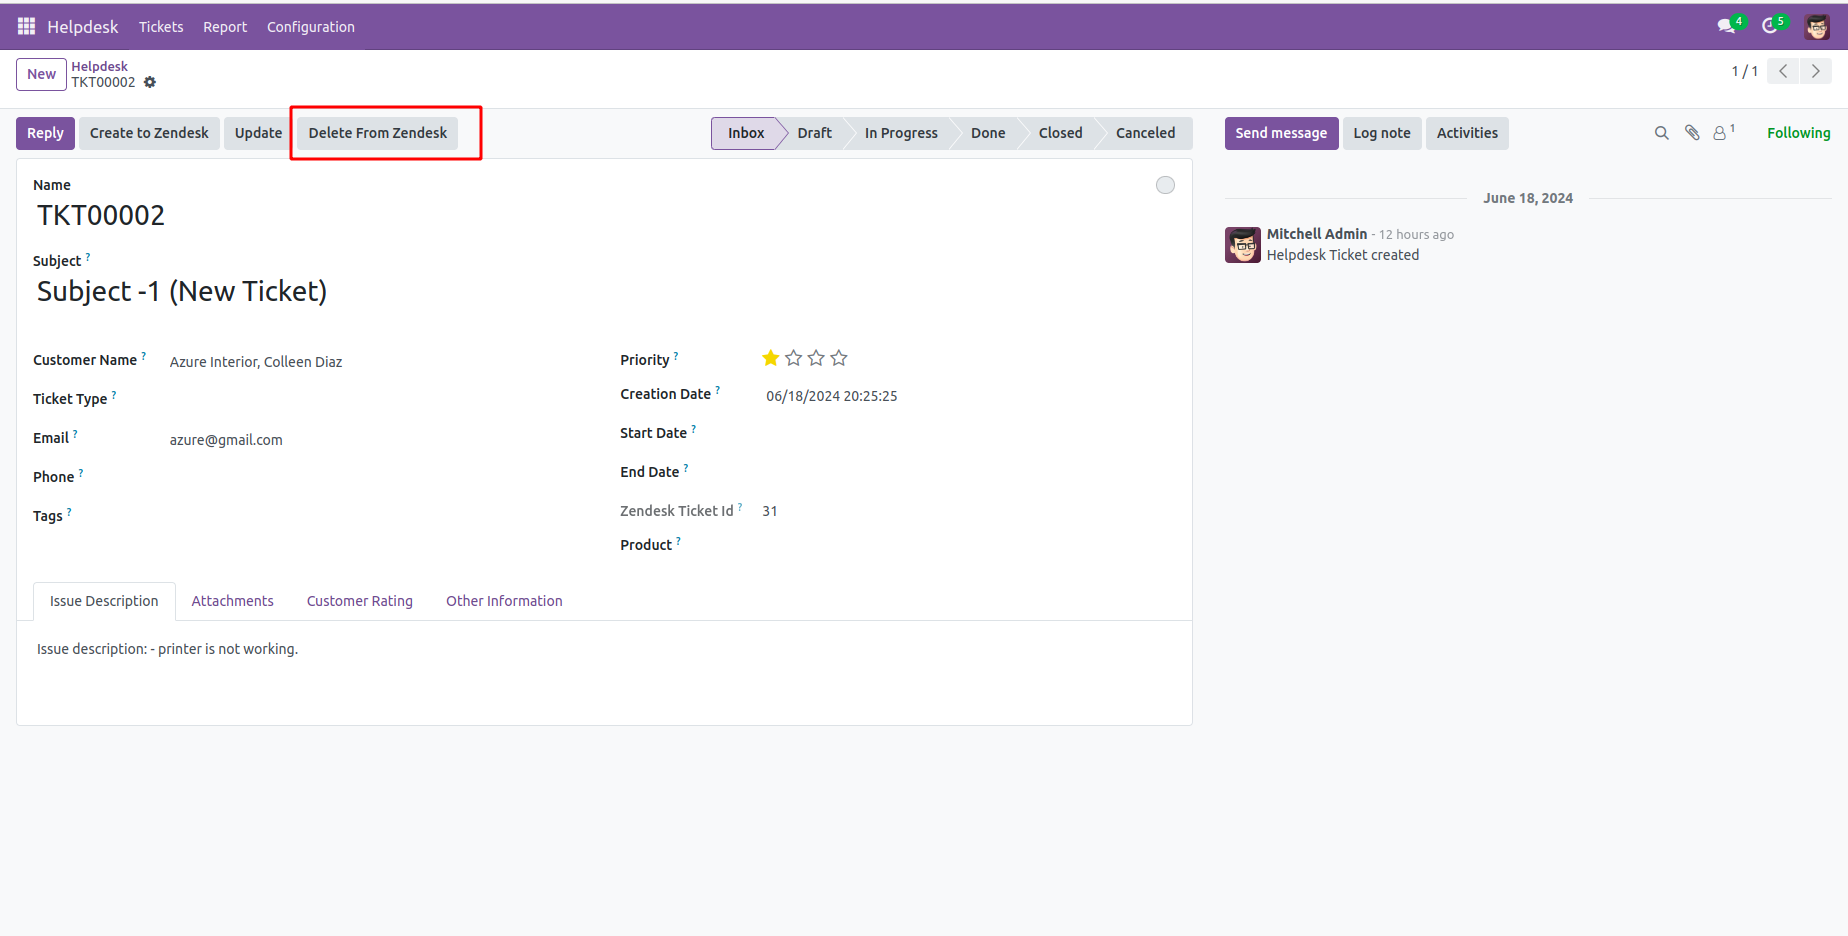 Helpdesk Tickets Report Configuration 4 5
New Helpdesk 1 / 1
TKT00002
Reply Create to Zendesk Update Delete From Zendesk Inbox Draft In Progress Done Closed Canceled Send message Log note Activities 1 Following
Name
TKT00002
Subject ?
Subject -1 (New Ticket)
Customer Name ? Azure Interior, Colleen Diaz
Ticket Type ?
Email ? azure@gmail.com
Phone ?
Tags ?
Priority ?
Creation Date ? 06/18/2024 20:25:25
Start Date ?
End Date ?
Zendesk Ticket Id ? 31
Product ?
Issue Description Attachments Customer Rating Other Information
Issue description: - printer is not working.
June 18, 2024
Mitchell Admin - 12 hours ago
Helpdesk Ticket created